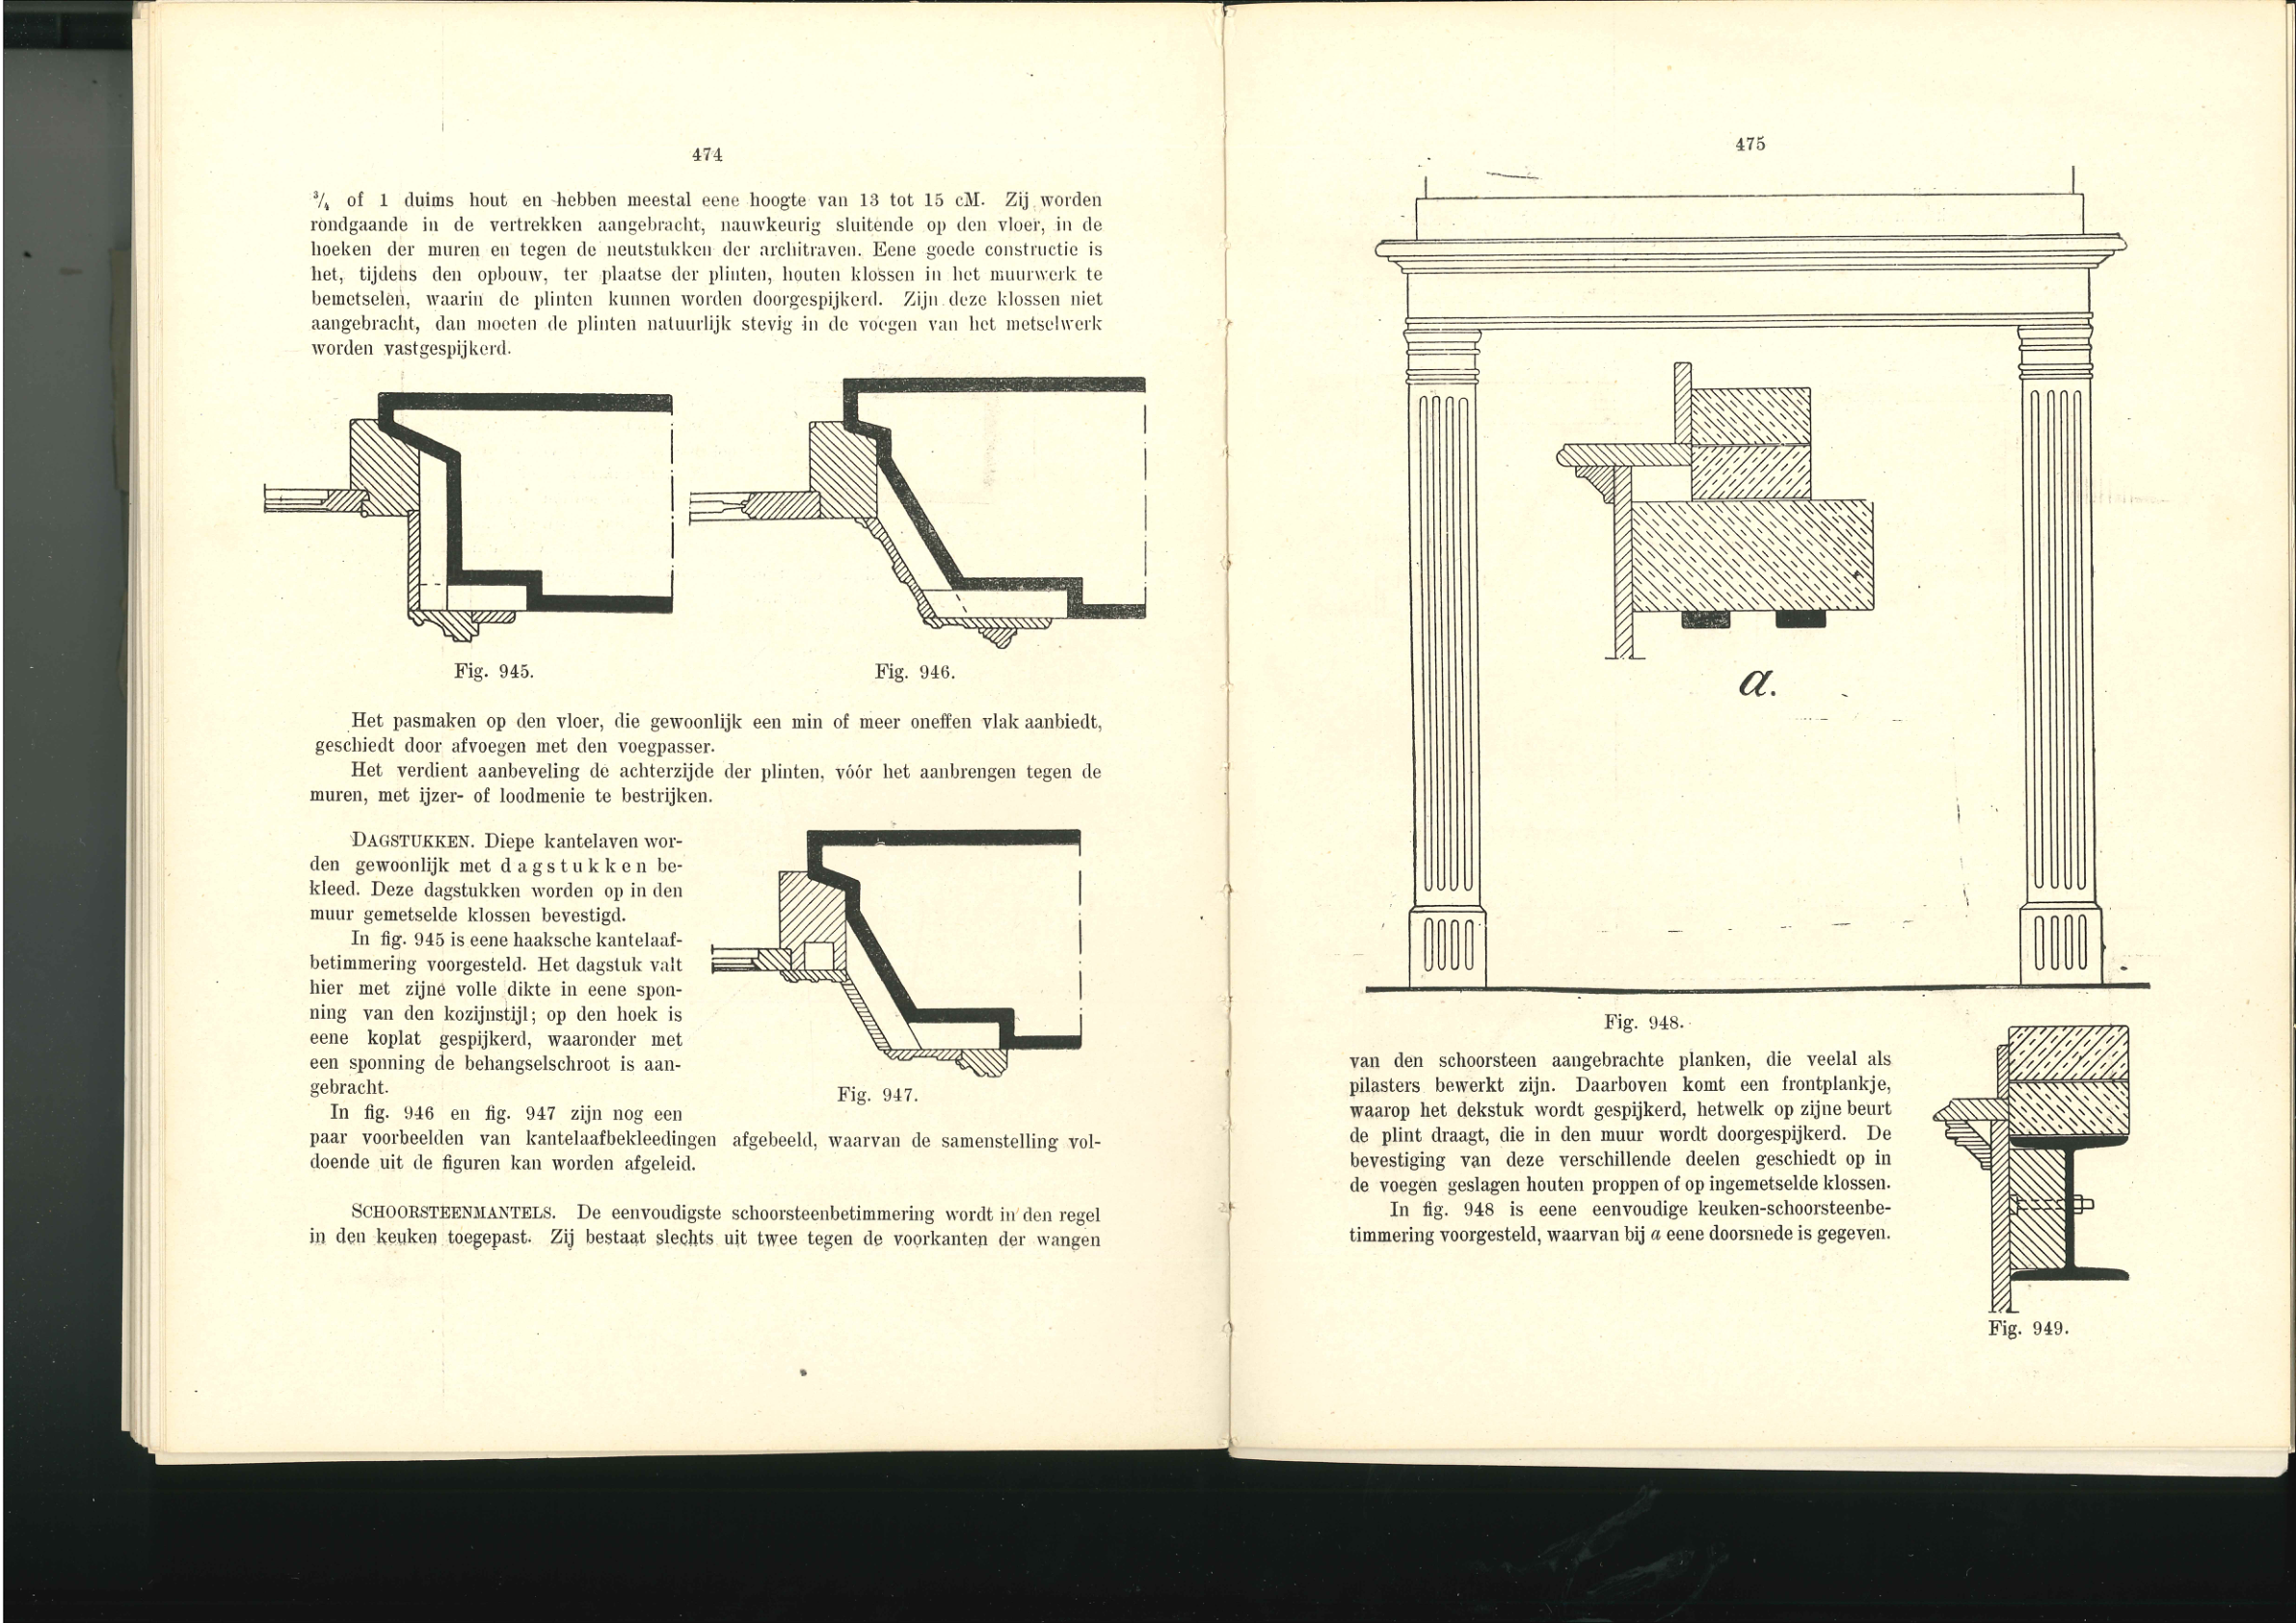 474
³/₄ of 1 duims hout en hebben meestal eene hoogte van 13 tot 15 cM. Zij worden
rondgaande in de vertrekken aangebracht, nauwkeurig sluitende op den vloer, in de
hoeken der muren en tegen de neutstukken der architraven. Eene goede constructie is
het, tijdens den opbouw, ter plaatse der plinten, houten klossen in het muurwerk te
bemetselen, waarin de plinten kunnen worden doorgespijkerd. Zijn deze klossen niet
aangebracht, dan moeten de plinten natuurlijk stevig in de voegen van het metselwerk
worden vastgespijkerd.
Fig. 945.
Fig. 946.
Het pasmaken op den vloer, die gewoonlijk een min of meer oneffen vlak aanbiedt,
geschiedt door afvoegen met den voegpasser.
Het verdient aanbeveling de achterzijde der plinten, vóór het aanbrengen tegen de
muren, met ijzer- of loodmenie te bestrijken.
DAGSTUKKEN. Diepe kantelaven wor-
den gewoonlijk met dagstukken be-
kleed. Deze dagstukken worden op in den
muur gemetselde klossen bevestigd.
In fig. 945 is eene haaksche kantelaaf-
betimmering voorgesteld. Het dagstuk valt
hier met zijne volle dikte in eene spon-
ning van den kozijnstijl; op den hoek is
eene koplat gespijkerd, waaronder met
een sponning de behangselschroot is aan-
gebracht.
Fig. 947.
In fig. 946 en fig. 947 zijn nog een
paar voorbeelden van kantelaafbekleedingen afgebeeld, waarvan de samenstelling vol-
doende uit de figuren kan worden afgeleid.
SCHOORSTEENMANTELS. De eenvoudigste schoorsteenbetimmering wordt in den regel
in den keuken toegepast. Zij bestaat slechts uit twee tegen de voorkanten der wangen
475
a.
Fig. 948.
van den schoorsteen aangebrachte planken, die veelal als
pilasters bewerkt zijn. Daarboven komt een frontplankje,
waarop het dekstuk wordt gespijkerd, hetwelk op zijne beurt
de plint draagt, die in den muur wordt doorgespijkerd. De
bevestiging van deze verschillende deelen geschiedt op in
de voegen geslagen houten proppen of op ingemetselde klossen.
In fig. 948 is eene eenvoudige keuken-schoorsteenbe-
timmering voorgesteld, waarvan bij a eene doorsnede is gegeven.
Fig. 949.